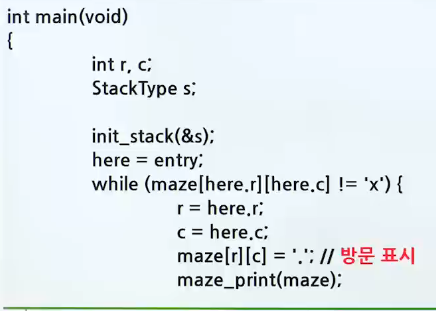 int main(void)
{
int r, c;
StackType s;
init_stack(&s);
here = entry;
while (maze[here.r][here.c] != 'x') {
r = here.r;
c = here.c;
maze[r][c] = '.'; // 방문 표시
maze_print(maze);